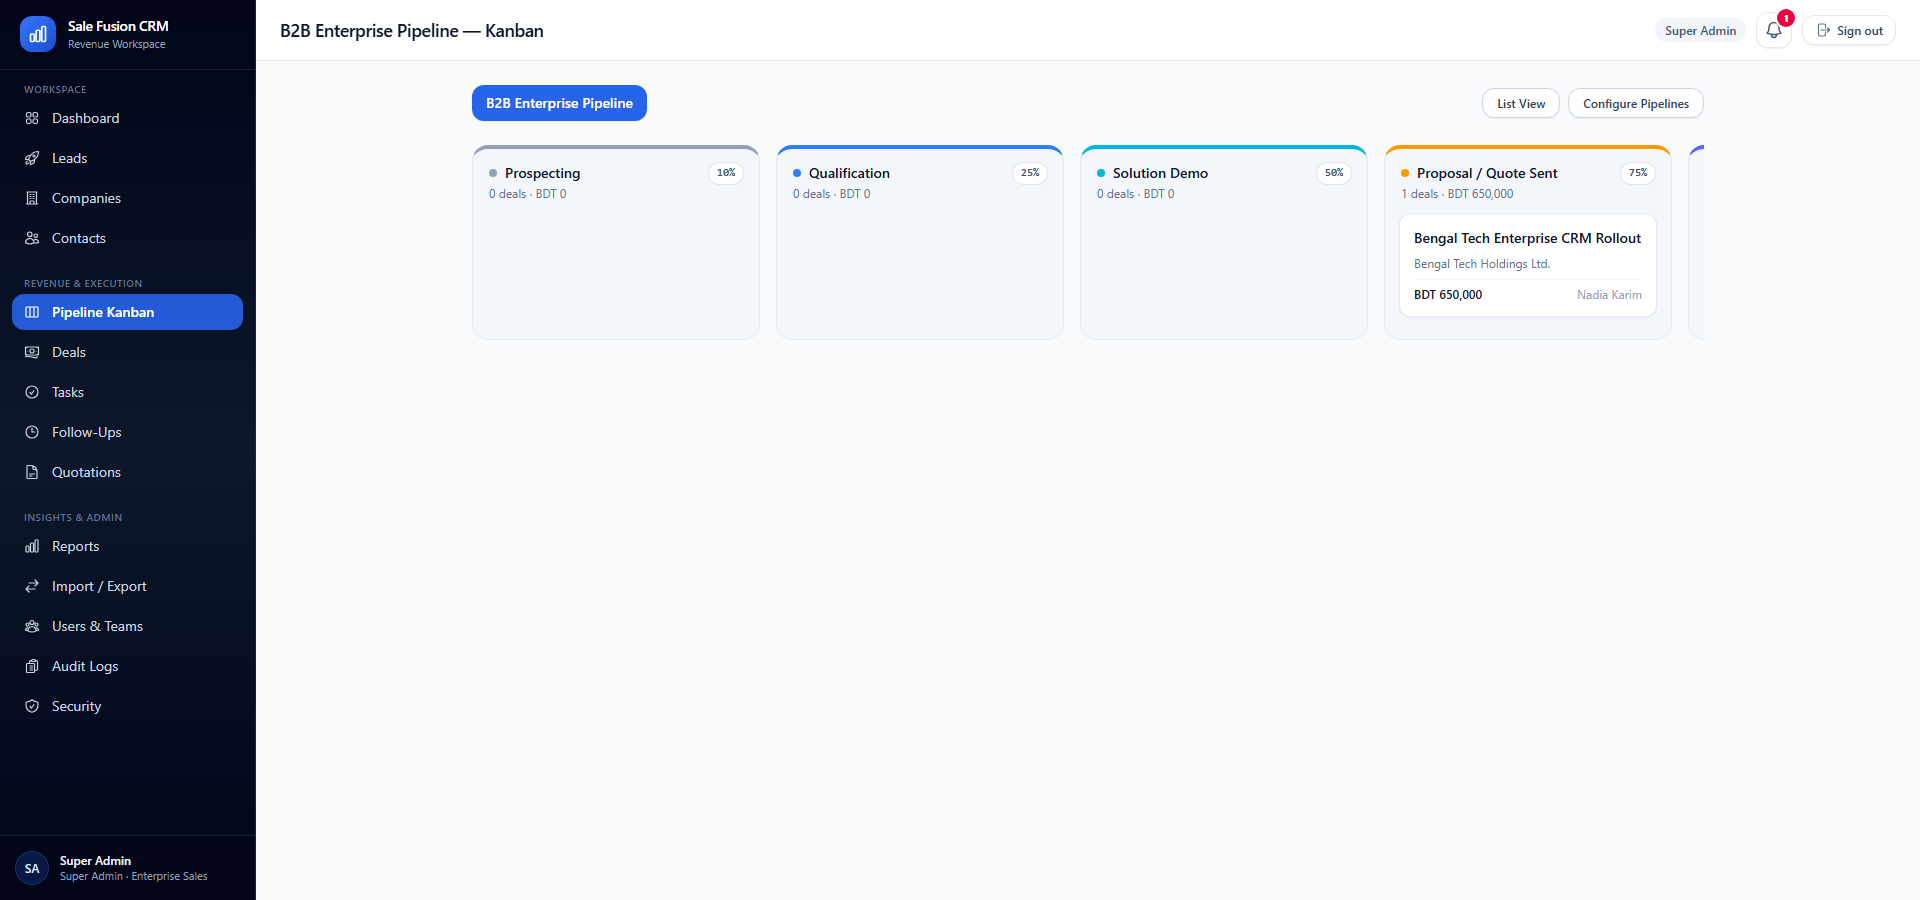 Sale Fusion CRM
Revenue Workspace
WORKSPACE
Dashboard
Leads
Companies
Contacts
REVENUE & EXECUTION
Pipeline Kanban
Deals
Tasks
Follow-Ups
Quotations
INSIGHTS & ADMIN
Reports
Import / Export
Users & Teams
Audit Logs
Security
SA
Super Admin
Super Admin · Enterprise Sales
B2B Enterprise Pipeline — Kanban
Super Admin
1
Sign out
B2B Enterprise Pipeline
List View
Configure Pipelines
Prospecting
10%
0 deals · BDT 0
Qualification
25%
0 deals · BDT 0
Solution Demo
50%
0 deals · BDT 0
Proposal / Quote Sent
75%
1 deals · BDT 650,000
Bengal Tech Enterprise CRM Rollout
Bengal Tech Holdings Ltd.
BDT 650,000
Nadia Karim